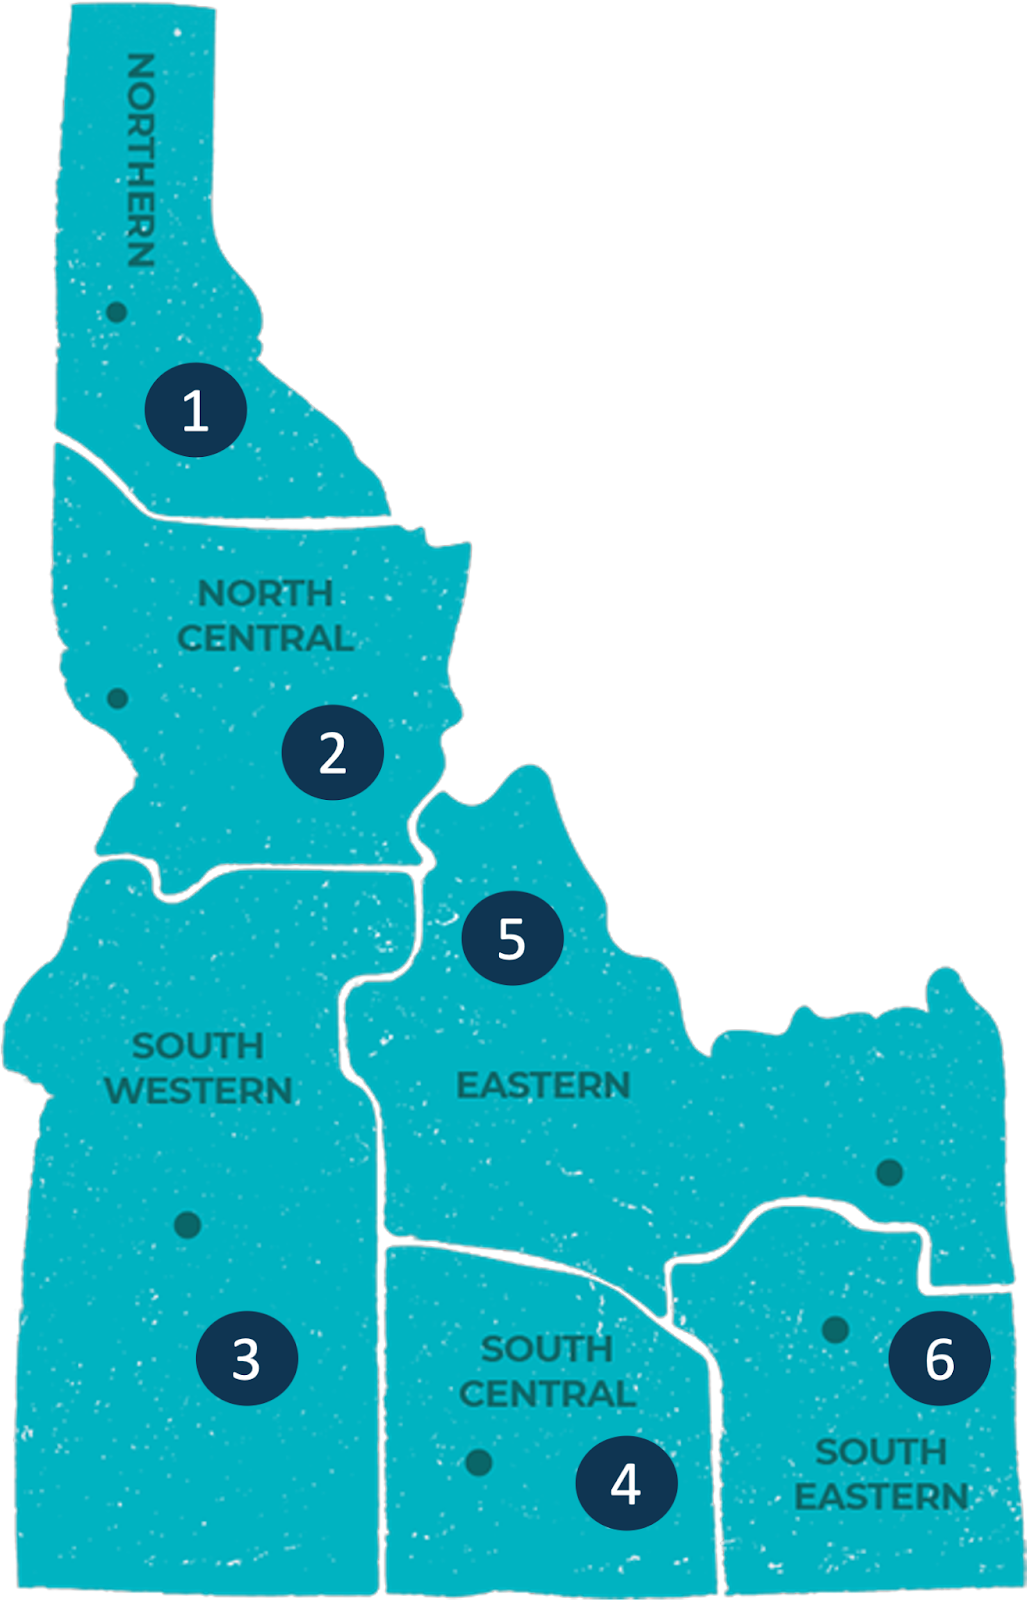 NORTHERN
1
NORTH
CENTRAL
2
5
SOUTH
WESTERN
EASTERN
3
SOUTH
CENTRAL
4
6
SOUTH
EASTERN